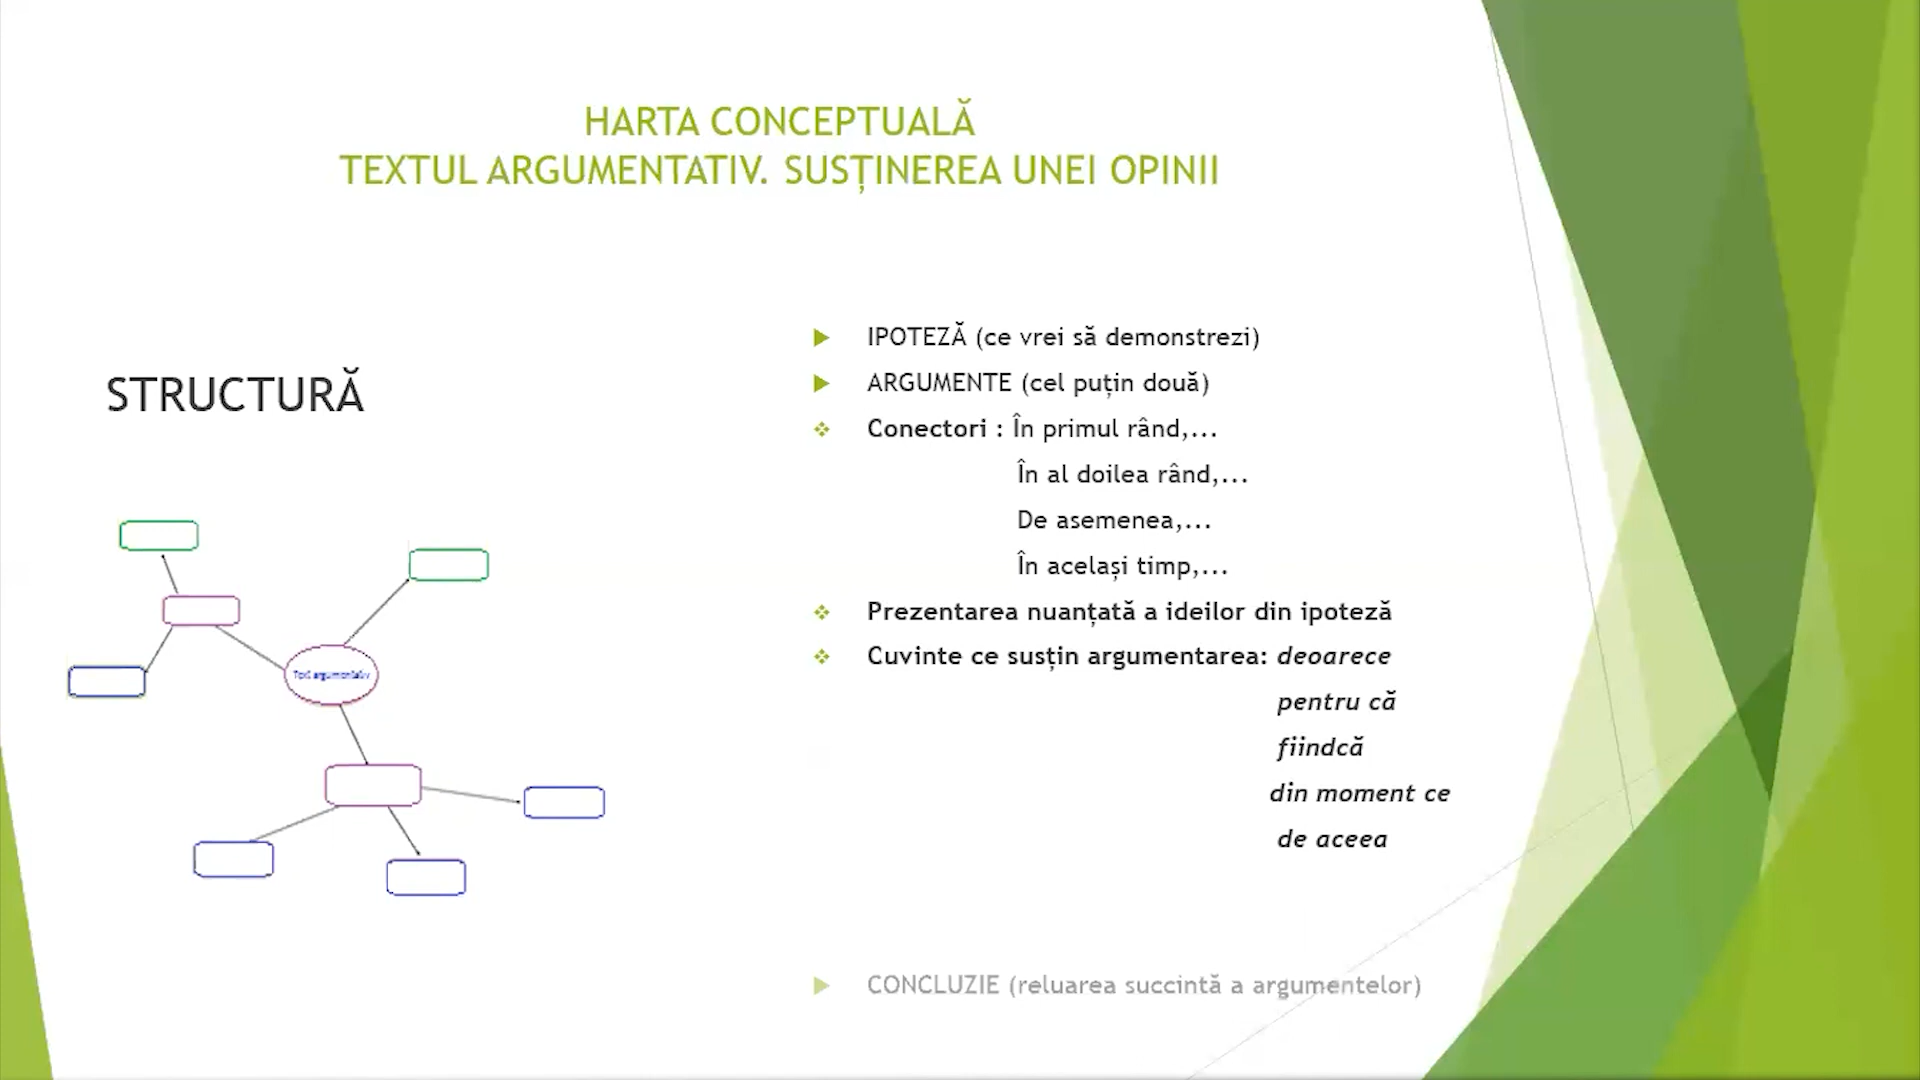 HARTA CONCEPTUALĂ
TEXTUL ARGUMENTATIV. SUSȚINEREA UNEI OPINII
STRUCTURĂ
Text argumentativ
IPOTEZĂ (ce vrei să demonstrezi)
ARGUMENTE (cel puțin două)
Conectori : În primul rând,...
În al doilea rând,...
De asemenea,...
În același timp,...
Prezentarea nuanțată a ideilor din ipoteză
Cuvinte ce susțin argumentarea: deoarece
pentru că
fiindcă
din moment ce
de aceea
CONCLUZIE (reluarea succintă a argumentelor)